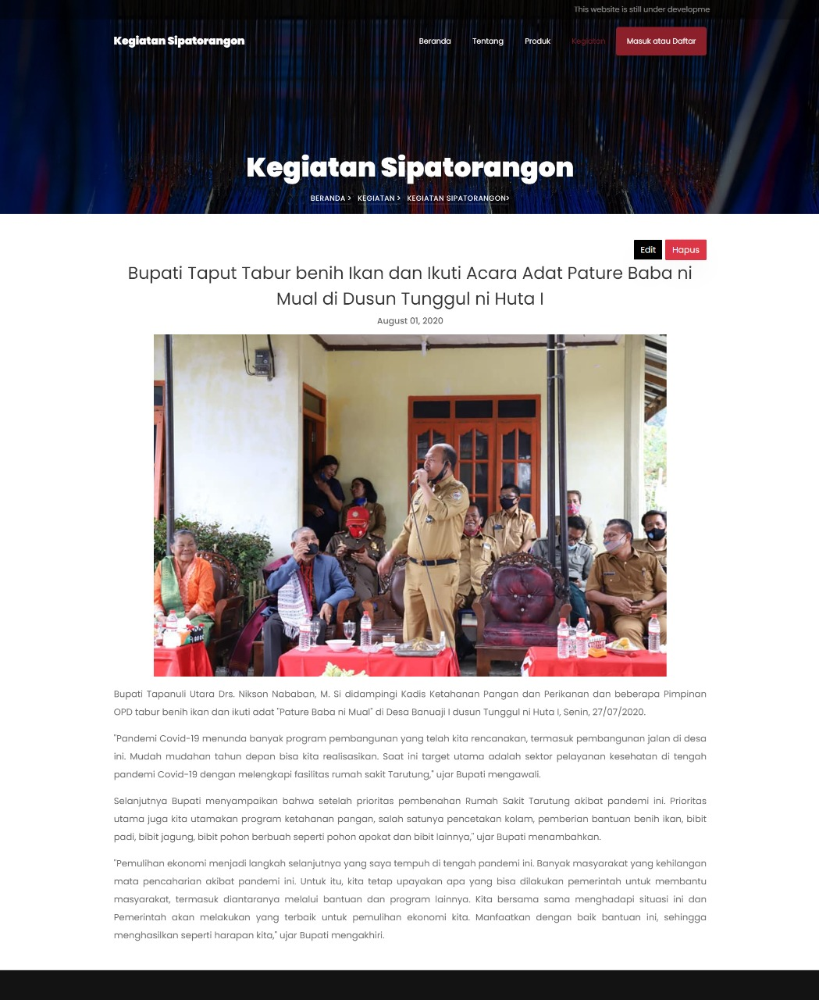 This website is still under developme
Kegiatan Sipatorangon
Beranda
Tentang
Produk
Kegiatan
Masuk atau Daftar
Kegiatan Sipatorangon
BERANDA > KEGIATAN > KEGIATAN SIPATORANGON>
Edit
Hapus
Bupati Taput Tabur benih Ikan dan Ikuti Acara Adat Pature Baba ni
Mual di Dusun Tunggul ni Huta I
August 01, 2020
Bupati Tapanuli Utara Drs. Nikson Nababan, M. Si didampingi Kadis Ketahanan Pangan dan Perikanan dan beberapa Pimpinan
OPD tabur benih ikan dan ikuti adat "Pature Baba ni Mual" di Desa Banuaji I dusun Tunggul ni Huta I, Senin, 27/07/2020.
"Pandemi Covid-19 menunda banyak program pembangunan yang telah kita rencanakan, termasuk pembangunan jalan di desa
ini. Mudah mudahan tahun depan bisa kita realisasikan. Saat ini target utama adalah sektor pelayanan kesehatan di tengah
pandemi Covid-19 dengan melengkapi fasilitas rumah sakit Tarutung," ujar Bupati mengawali.
Selanjutnya Bupati menyampaikan bahwa setelah prioritas pembenahan Rumah Sakit Tarutung akibat pandemi ini. Prioritas
utama juga kita utamakan program ketahanan pangan, salah satunya pencetakan kolam, pemberian bantuan benih ikan, bibit
padi, bibit jagung, bibit pohon berbuah seperti pohon apokat dan bibit lainnya," ujar Bupati menambahkan.
"Pemulihan ekonomi menjadi langkah selanjutnya yang saya tempuh di tengah pandemi ini. Banyak masyarakat yang kehilangan
mata pencaharian akibat pandemi ini. Untuk itu, kita tetap upayakan apa yang bisa dilakukan pemerintah untuk membantu
masyarakat, termasuk diantaranya melalui bantuan dan program lainnya. Kita bersama sama menghadapi situasi ini dan
Pemerintah akan melakukan yang terbaik untuk pemulihan ekonomi kita. Manfaatkan dengan baik bantuan ini, sehingga
menghasilkan seperti harapan kita," ujar Bupati mengakhiri.